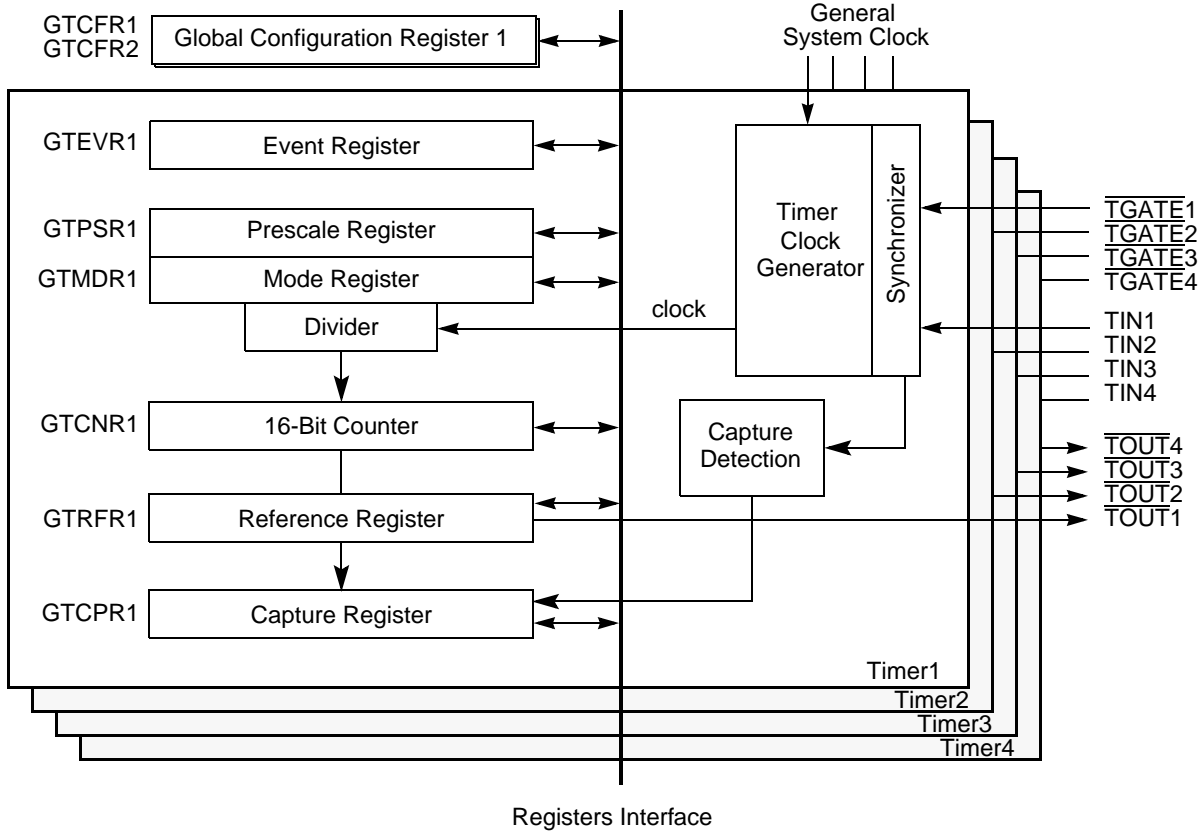 GTCFR1
GTCFR2
Global Configuration Register 1
General
System Clock
GTEVR1
Event Register
GTPSR1
Prescale Register
GTMDR1
Mode Register
Divider
clock
Timer
Clock
Generator
Synchronizer
TGATE1
TGATE2
TGATE3
TGATE4
TIN1
TIN2
TIN3
TIN4
GTCNR1
16-Bit Counter
Capture
Detection
TOUT4
TOUT3
TOUT2
TOUT1
GTRFR1
Reference Register
GTCPR1
Capture Register
Timer1
Timer2
Timer3
Timer4
Registers Interface